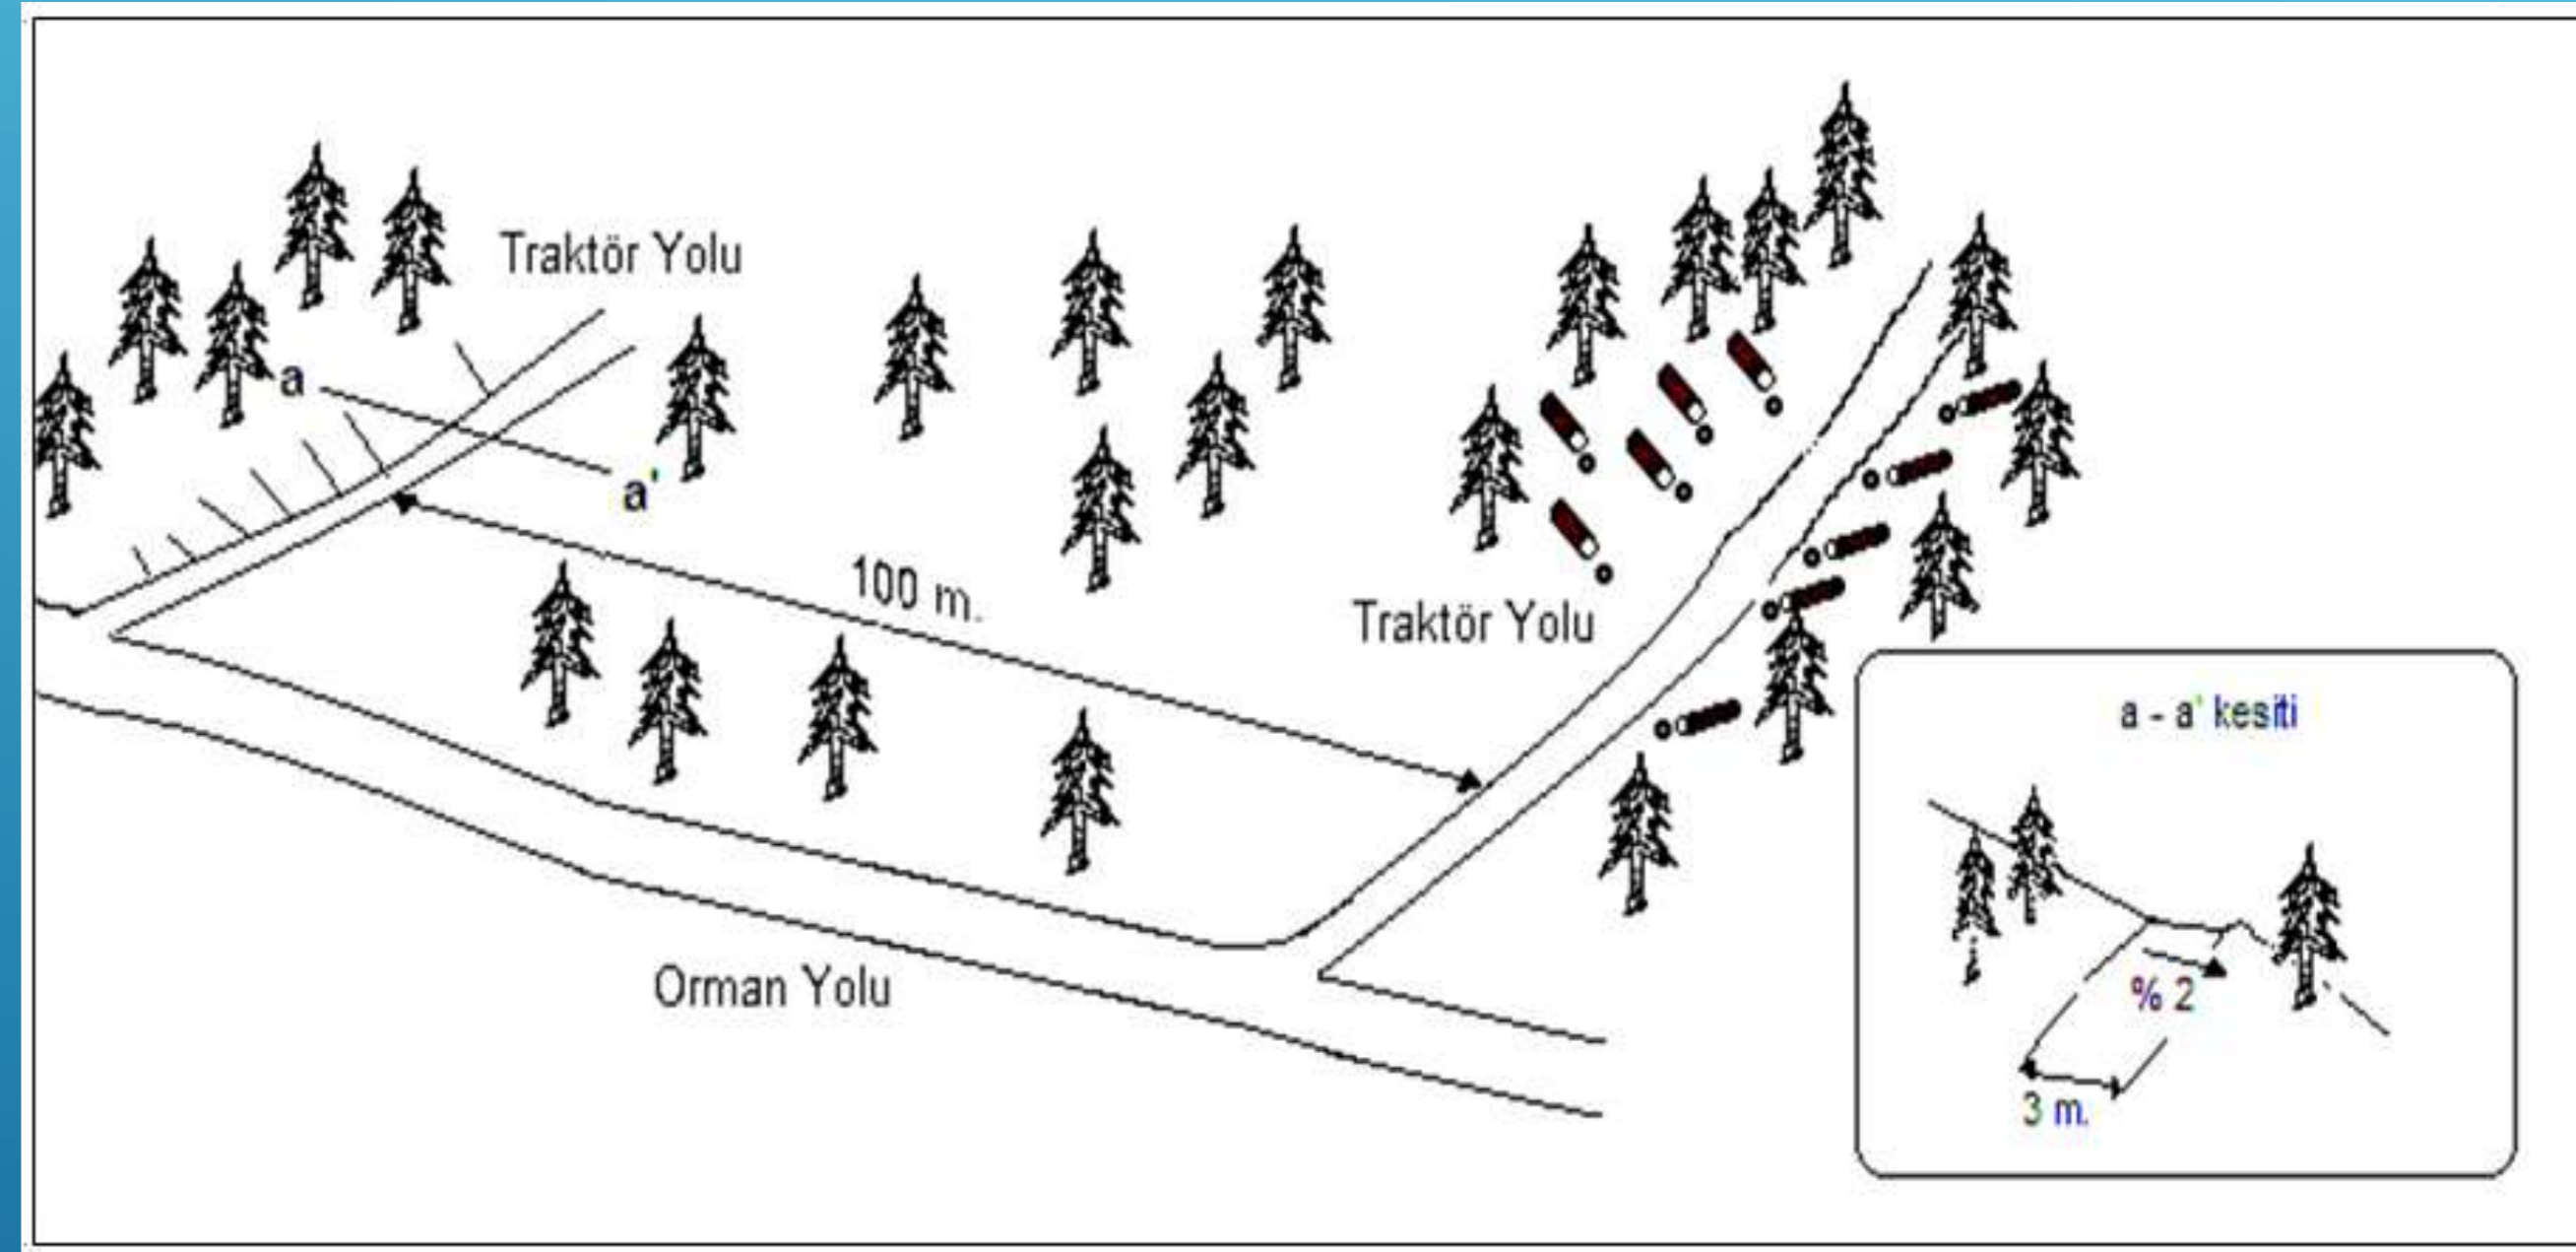 Traktör Yolu
a
a'
100 m.
Traktör Yolu
Orman Yolu
a - a' kesiti
% 2
3 m.